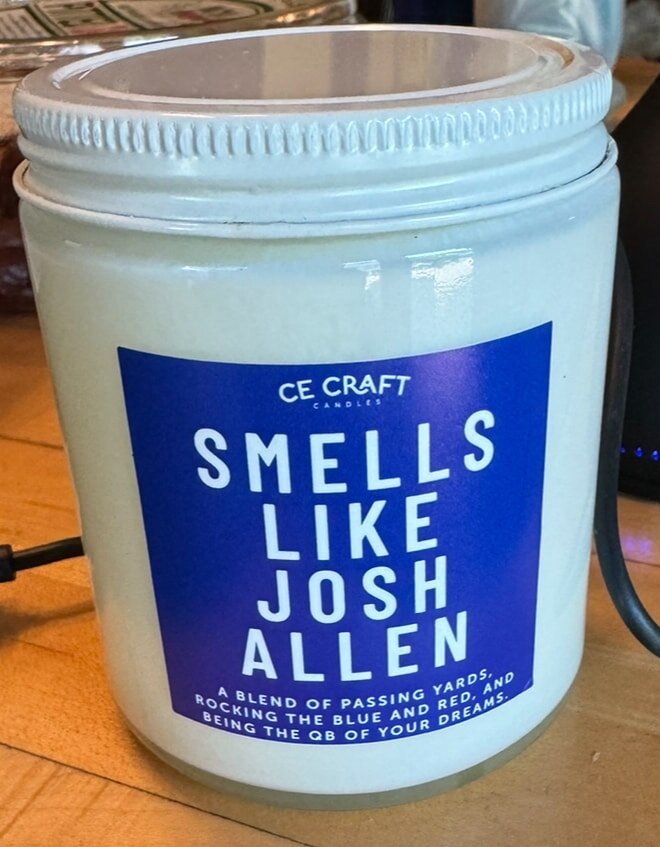 CE CRAFT
CANDLES
SMELLS
LIKE
JOSH
ALLEN
A BLEND OF PASSING YARDS,
ROCKING THE BLUE AND RED, AND
BEING THE QB OF YOUR DREAMS.